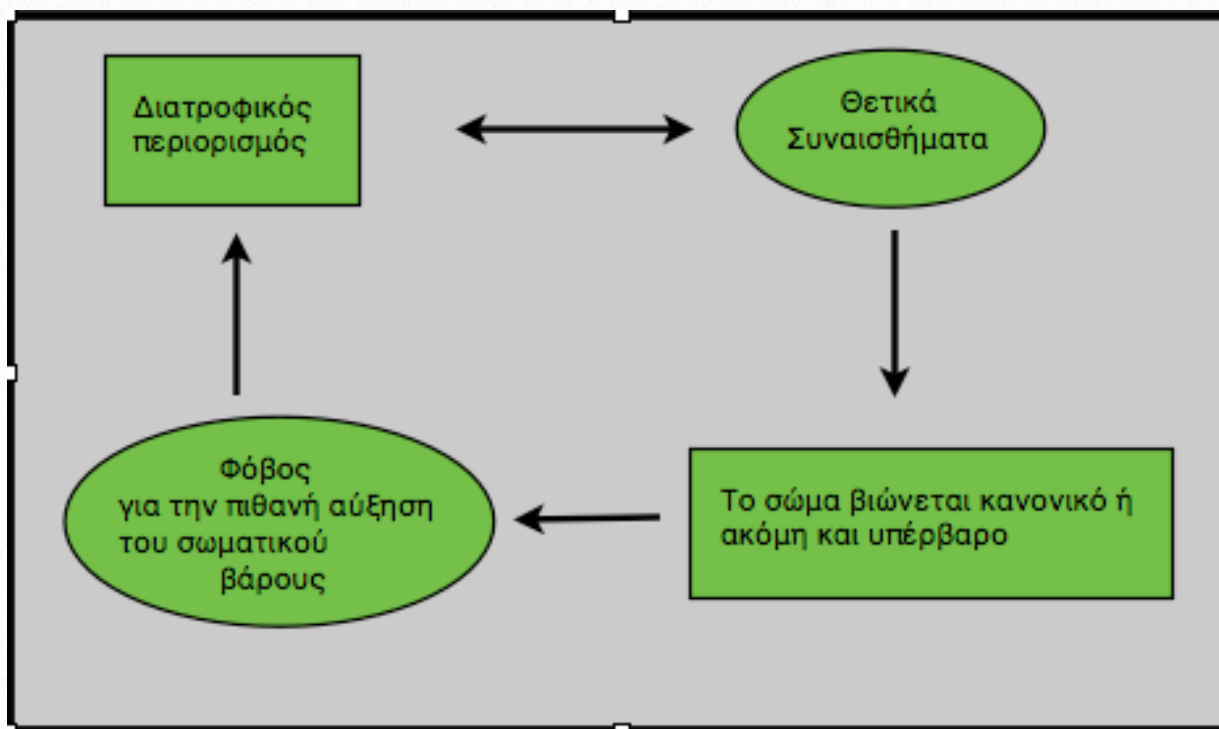 Διατροφικός
περιορισμός
Θετικά
Συναισθήματα
Φόβος
για την πιθανή αύξηση
του σωματικού
βάρους
Το σώμα βιώνεται κανονικό ή
ακόμη και υπέρβαρο